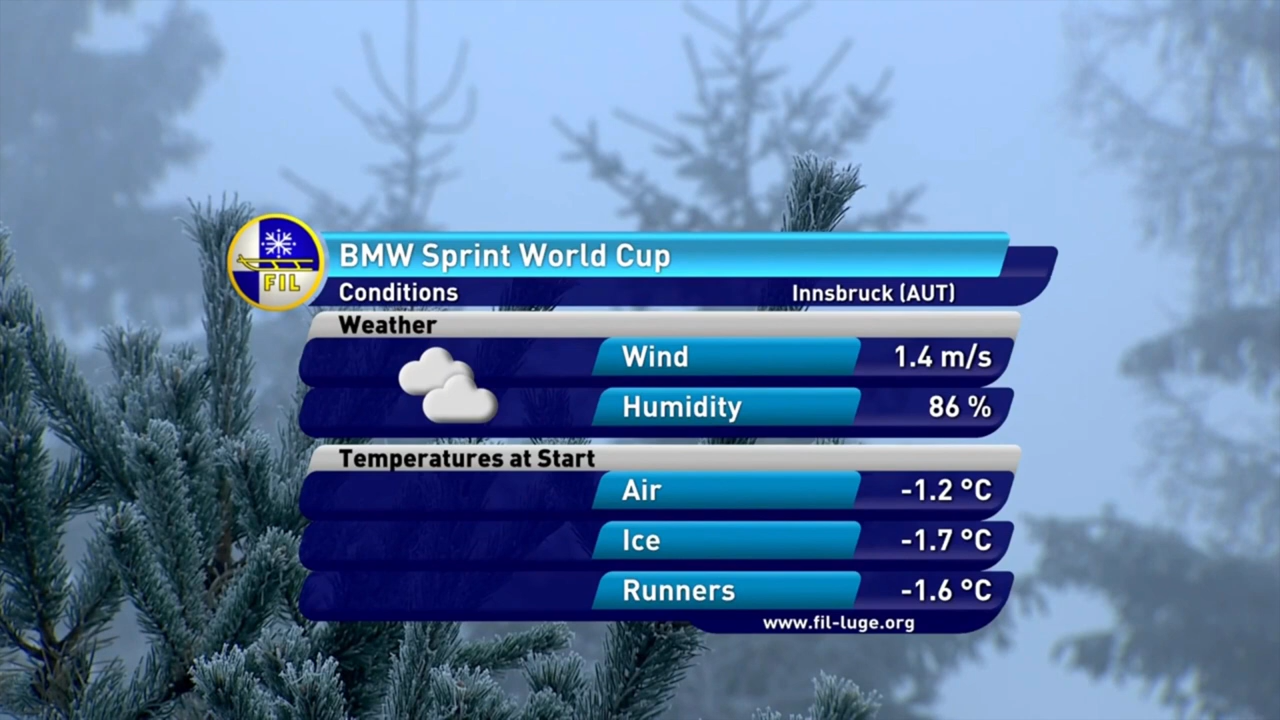 BMW Sprint World Cup
FIL
Conditions Innsbruck (AUT)
Weather
Wind 1.4 m/s
Humidity 86 %
Temperatures at Start
Air -1.2 °C
Ice -1.7 °C
Runners -1.6 °C
www.fil-luge.org